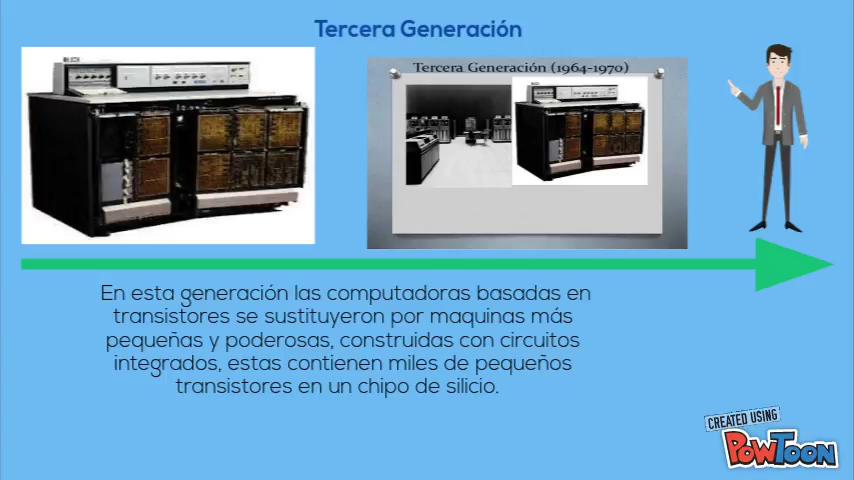 Tercera Generación
Tercera Generación (1964-1970)
En esta generación las computadoras basadas en
transistores se sustituyeron por maquinas más
pequeñas y poderosas, construidas con circuitos
integrados, estas contienen miles de pequeños
transistores en un chipo de silicio.
CREATED USING
POWTOON